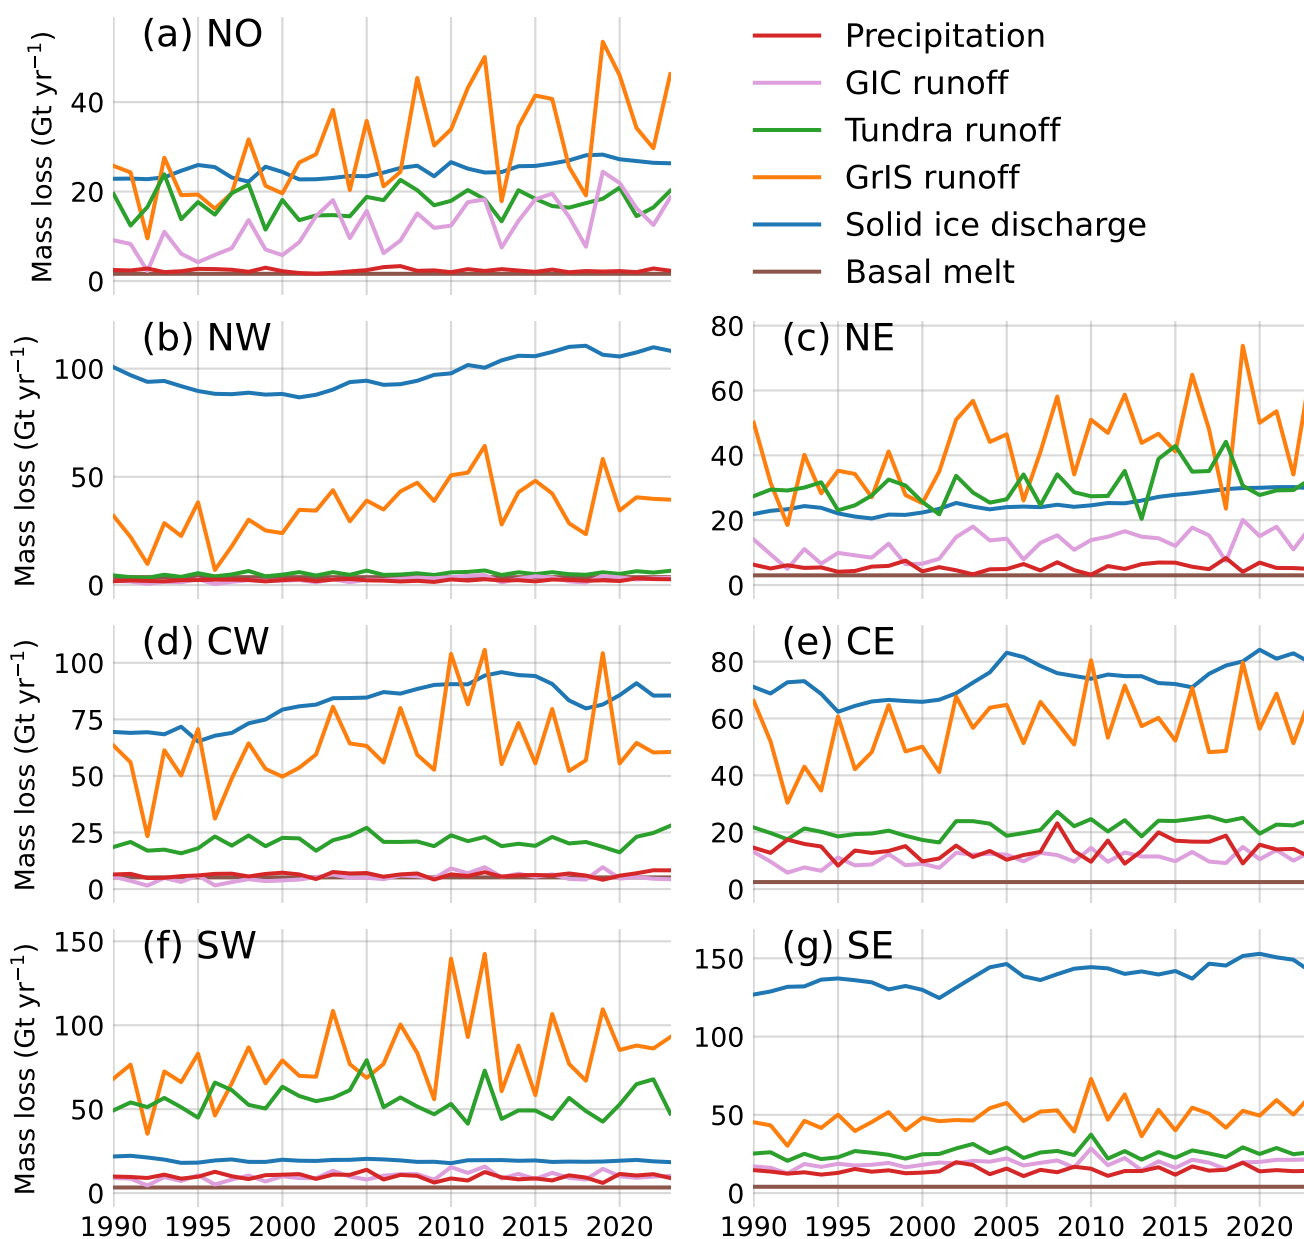 (a) NO
Mass loss (Gt yr⁻¹)
40
20
0
Precipitation
GIC runoff
Tundra runoff
GrIS runoff
Solid ice discharge
Basal melt
(b) NW
Mass loss (Gt yr⁻¹)
100
50
0
(c) NE
80
60
40
20
0
(d) CW
Mass loss (Gt yr⁻¹)
100
75
50
25
0
(e) CE
80
60
40
20
0
(f) SW
Mass loss (Gt yr⁻¹)
150
100
50
0
1990 1995 2000 2005 2010 2015 2020
(g) SE
150
100
50
0
1990 1995 2000 2005 2010 2015 2020